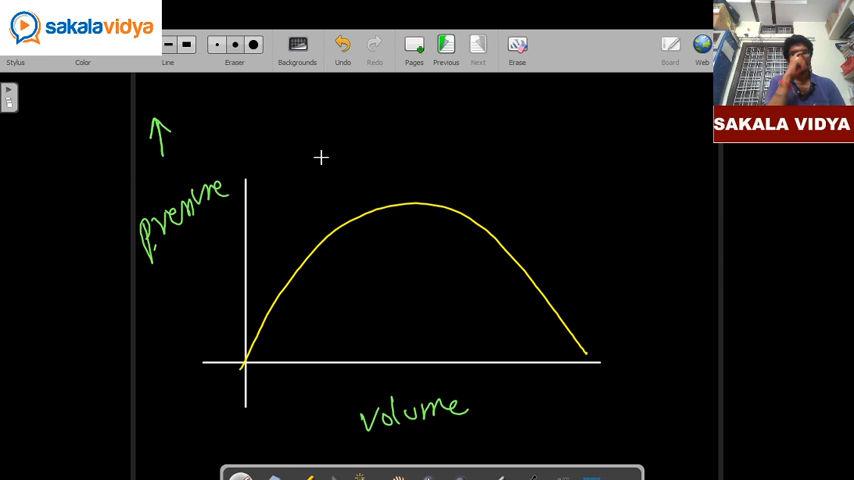 sakalavidya
Stylus Color Line Eraser Backgrounds Undo Redo Pages Previous Next Erase Board Web
SAKALA VIDYA
Pressure
volume